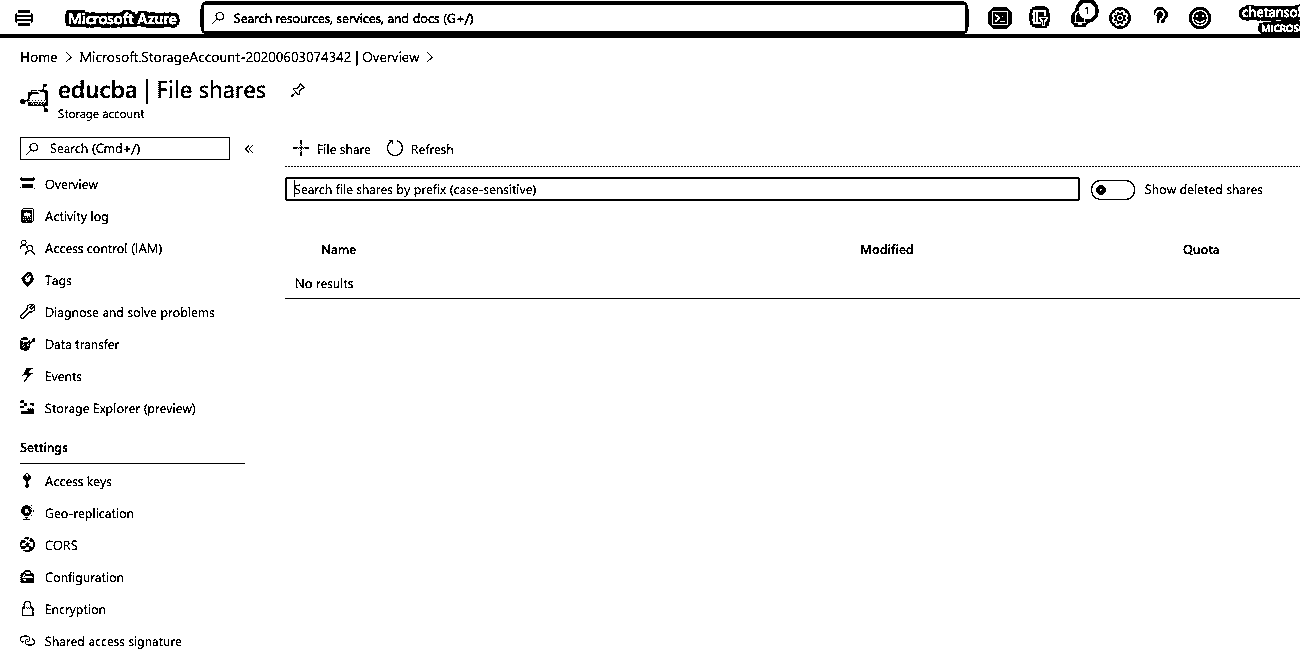 Microsoft Azure
Search resources, services, and docs (G+/)
1
chetansof
MICROS
Home > Microsoft.StorageAccount-20200603074342 | Overview >
educba | File shares
Storage account
Search (Cmd+/)
«
File share
Refresh
Overview
Search file shares by prefix (case-sensitive)
Show deleted shares
Activity log
Access control (IAM)
Name
Modified
Quota
Tags
No results
Diagnose and solve problems
Data transfer
Events
Storage Explorer (preview)
Settings
Access keys
Geo-replication
CORS
Configuration
Encryption
Shared access signature